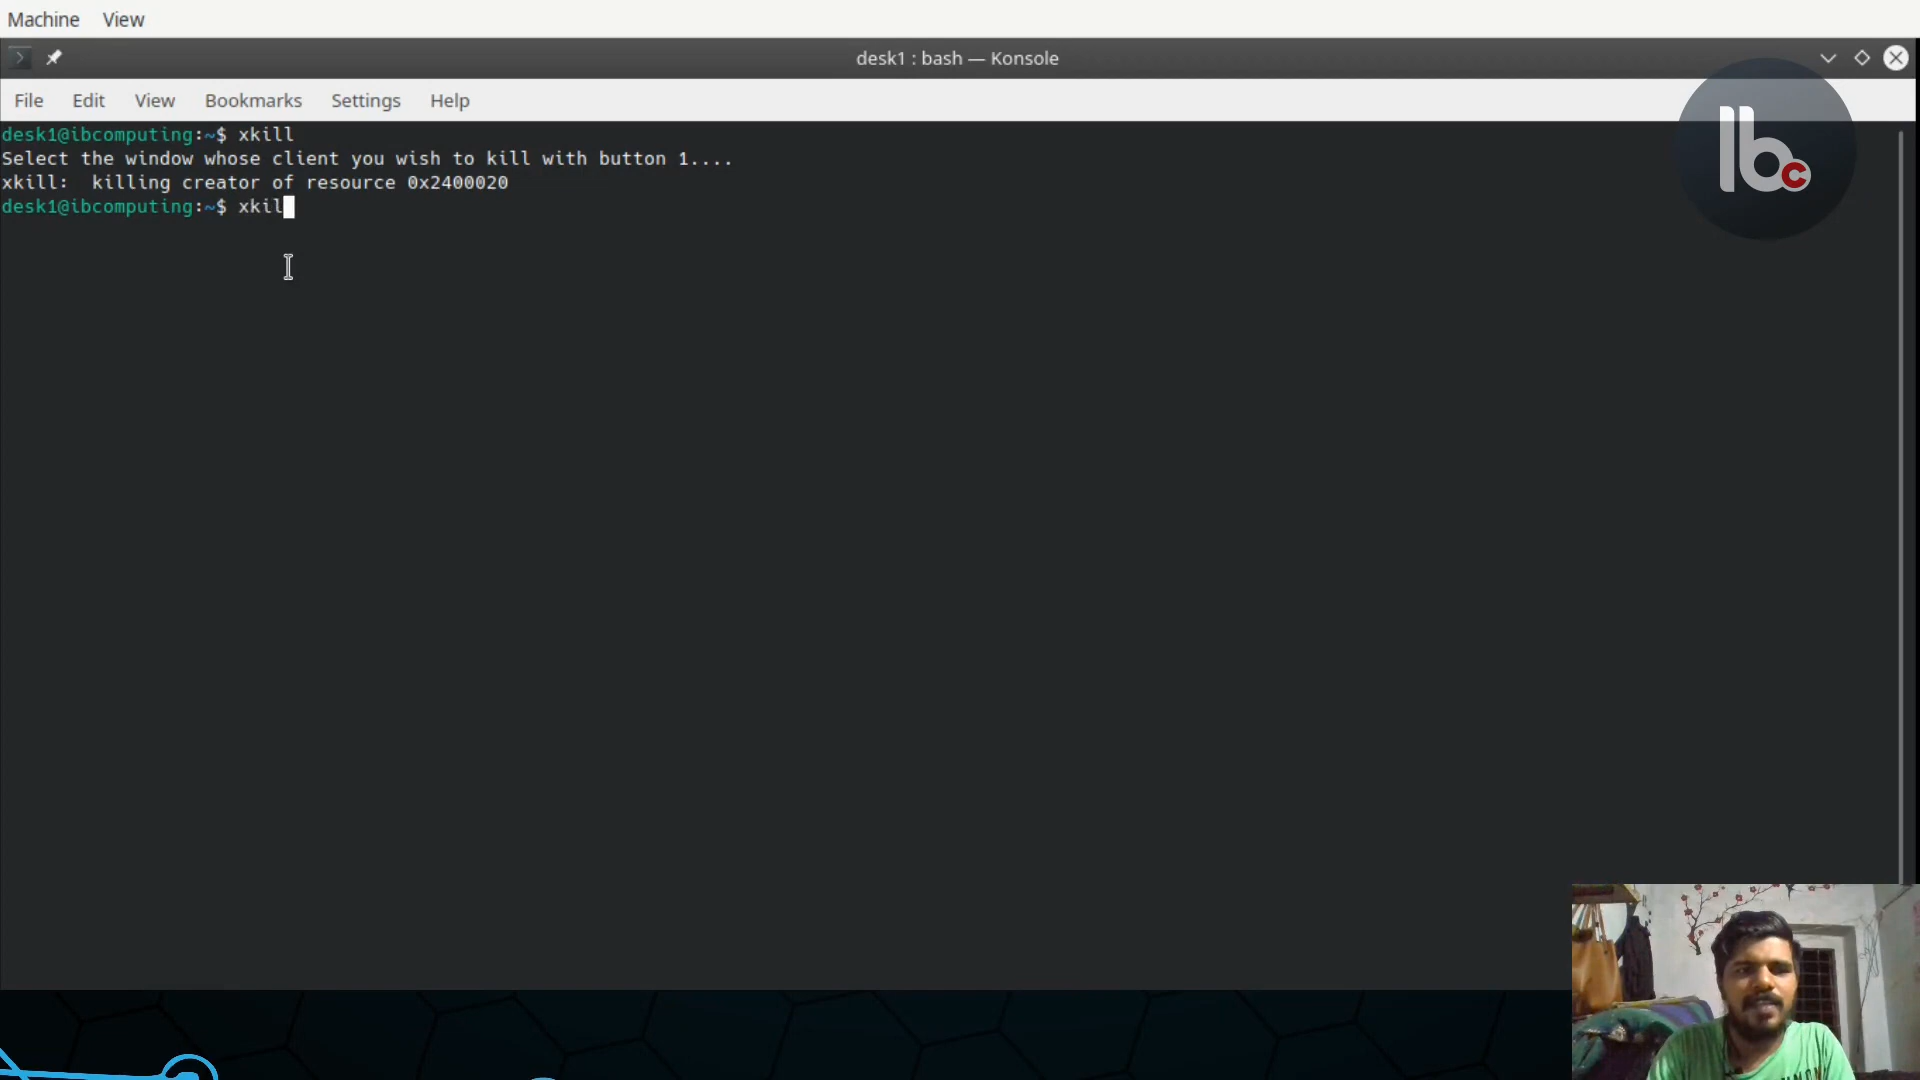 Machine View
desk1 : bash — Konsole
File Edit View Bookmarks Settings Help
desk1@ibcomputing:~$ xkill
Select the window whose client you wish to kill with button 1....
xkill:  killing creator of resource 0x2400020
desk1@ibcomputing:~$ xkil
Ibc